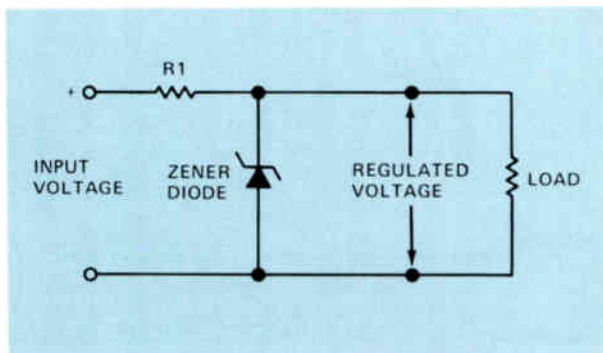 R1
+
INPUT
VOLTAGE
ZENER
DIODE
REGULATED
VOLTAGE
LOAD